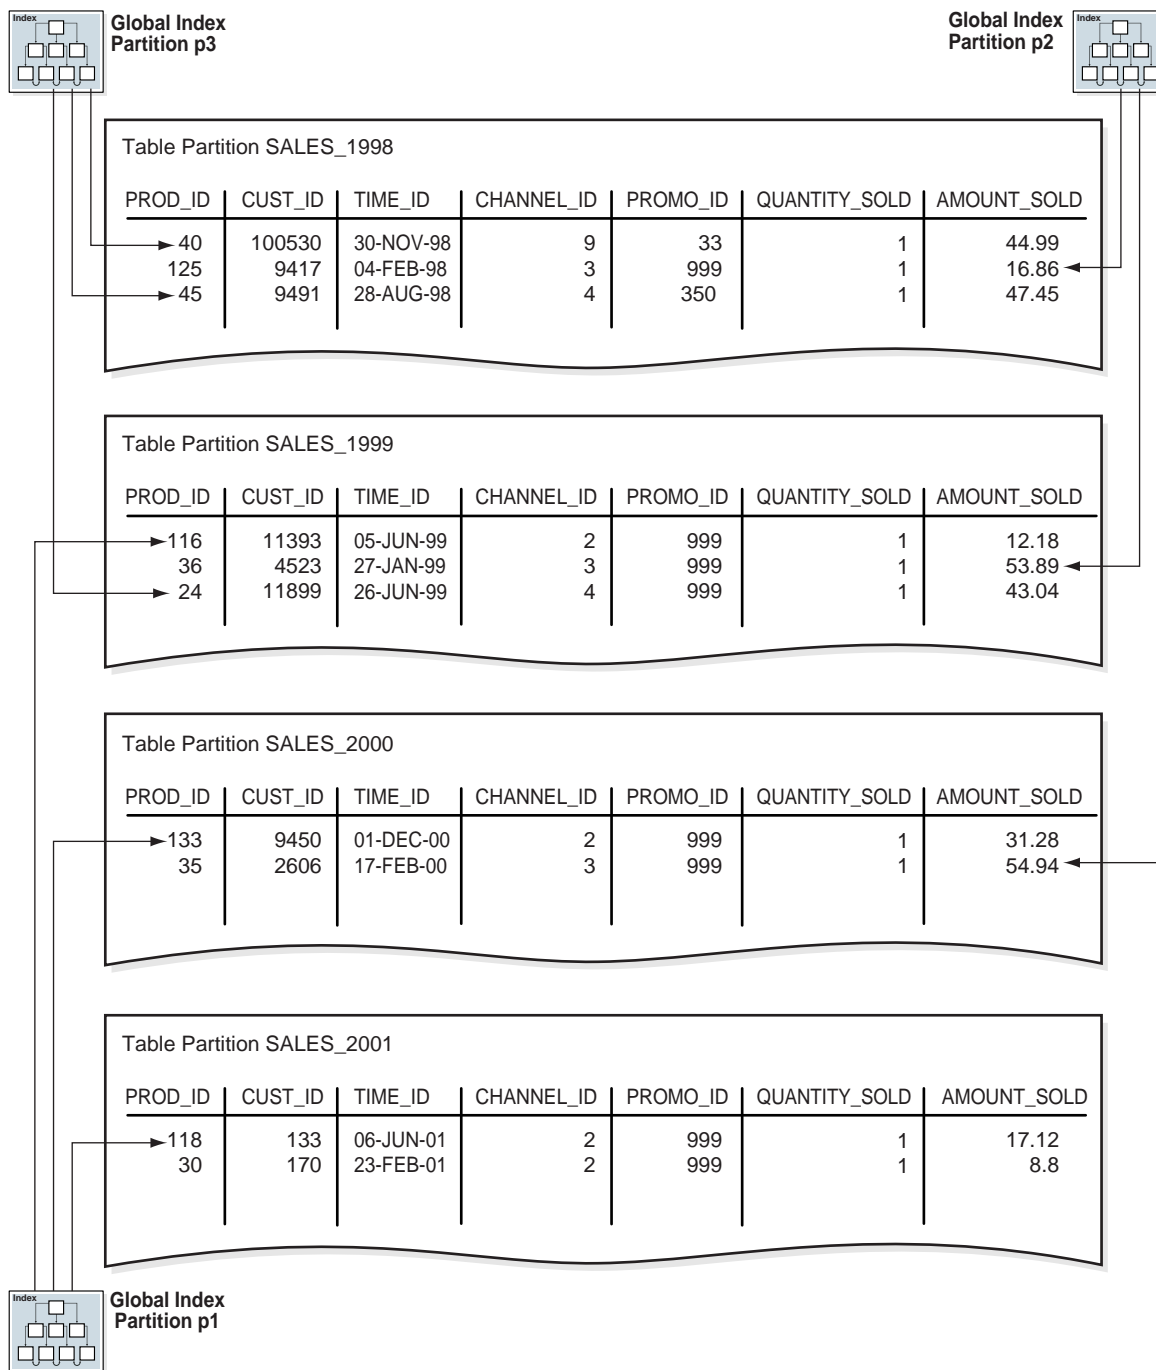 Index
Global Index
Partition p3
Global Index
Partition p2
Index
Table Partition SALES_1998
PROD_ID CUST_ID TIME_ID CHANNEL_ID PROMO_ID QUANTITY_SOLD AMOUNT_SOLD
40 100530 30-NOV-98 9 33 1 44.99
125 9417 04-FEB-98 3 999 1 16.86
45 9491 28-AUG-98 4 350 1 47.45
Table Partition SALES_1999
PROD_ID CUST_ID TIME_ID CHANNEL_ID PROMO_ID QUANTITY_SOLD AMOUNT_SOLD
116 11393 05-JUN-99 2 999 1 12.18
36 4523 27-JAN-99 3 999 1 53.89
24 11899 26-JUN-99 4 999 1 43.04
Table Partition SALES_2000
PROD_ID CUST_ID TIME_ID CHANNEL_ID PROMO_ID QUANTITY_SOLD AMOUNT_SOLD
133 9450 01-DEC-00 2 999 1 31.28
35 2606 17-FEB-00 3 999 1 54.94
Table Partition SALES_2001
PROD_ID CUST_ID TIME_ID CHANNEL_ID PROMO_ID QUANTITY_SOLD AMOUNT_SOLD
118 133 06-JUN-01 2 999 1 17.12
30 170 23-FEB-01 2 999 1 8.8
Index
Global Index
Partition p1